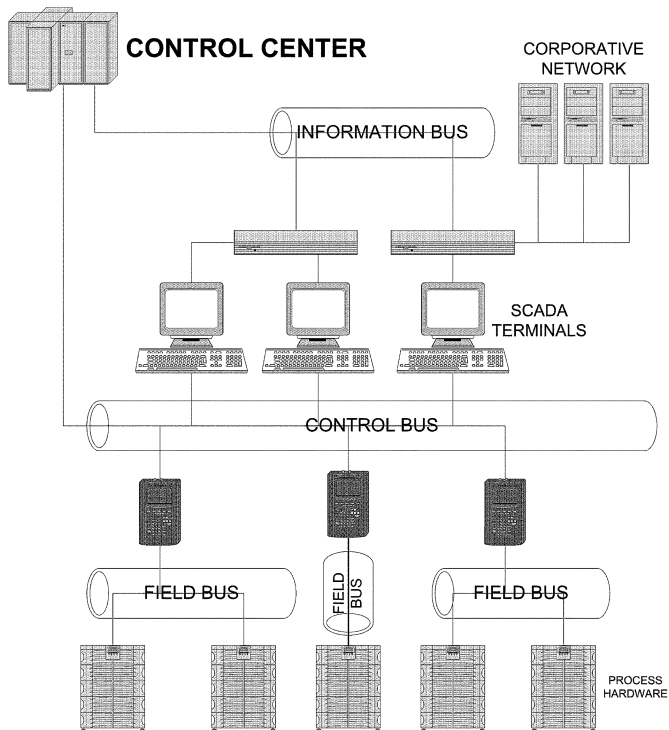 CONTROL CENTER
CORPORATIVE
NETWORK
INFORMATION BUS
SCADA
TERMINALS
CONTROL BUS
FIELD BUS
FIELD
BUS
FIELD BUS
PROCESS
HARDWARE